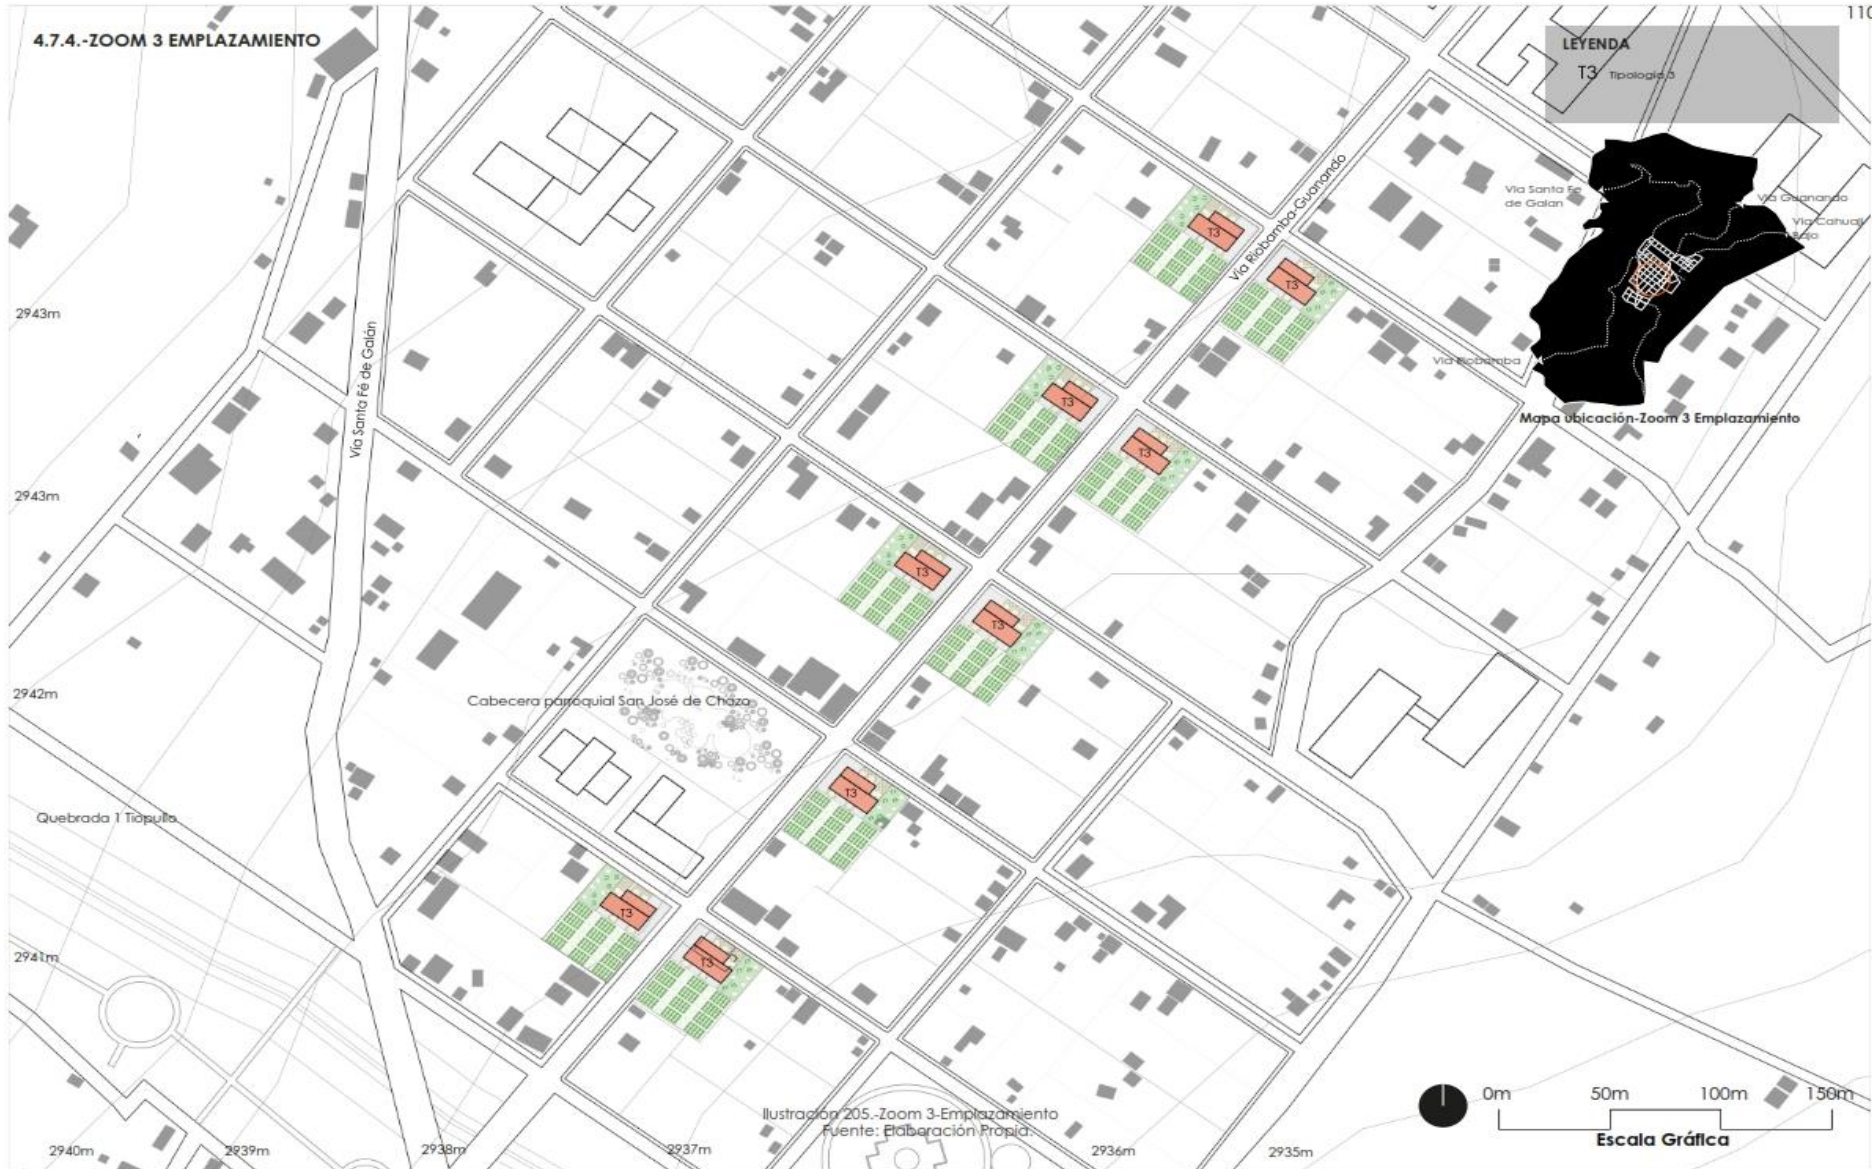 4.7.4.-ZOOM 3 EMPLAZAMIENTO
110
LEYENDA
T3 Tipología 3
Vía Santa Fe
de Galan
Vía Guanando
Vía Cahuají
Bajo
Vía Riobamba
Mapa ubicación-Zoom 3 Emplazamiento
Vía Riobamba-Guanando
Vía Santa Fé de Galán
T3
T3
T3
T3
T3
T3
T3
T3
T3
2943m
2943m
2942m
Cabecera parroquial San José de Chazo
Quebrada 1 Tiopullo
2941m
2940m
2939m
2938m
2937m
2936m
2935m
Ilustración 205.-Zoom 3-Emplazamiento
Fuente: Elaboración Propia.
0m 50m 100m 150m
Escala Gráfica